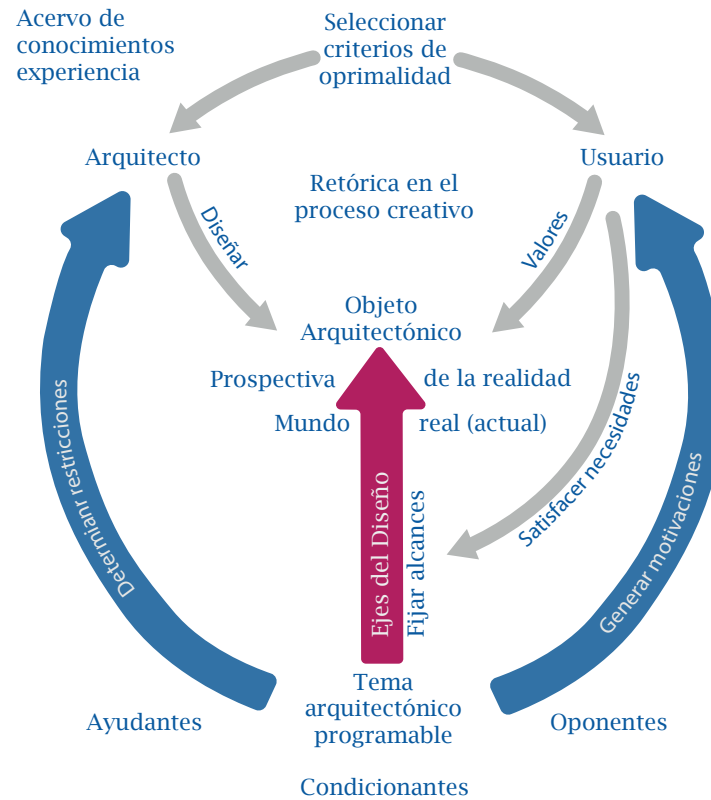 Acervo de
conocimientos
experiencia
Seleccionar
criterios de
oprimalidad
Arquitecto
Usuario
Retórica en el
proceso creativo
Diseñar
Valores
Objeto
Arquitectónico
Prospectiva de la realidad
Mundo real (actual)
Determianr restricciones
Ejes del Diseño
Fijar alcances
Satisfacer necesidades
Generar motivaciones
Tema
arquitectónico
programable
Ayudantes
Oponentes
Condicionantes